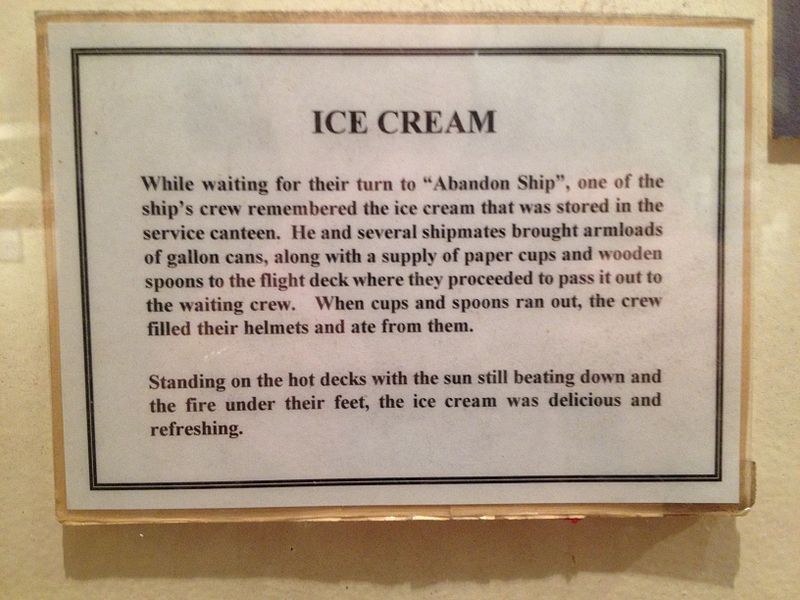 ICE CREAM
While waiting for their turn to “Abandon Ship”, one of the
ship’s crew remembered the ice cream that was stored in the
service canteen. He and several shipmates brought armloads
of gallon cans, along with a supply of paper cups and wooden
spoons to the flight deck where they proceeded to pass it out to
the waiting crew. When cups and spoons ran out, the crew
filled their helmets and ate from them.
Standing on the hot decks with the sun still beating down and
the fire under their feet, the ice cream was delicious and
refreshing.